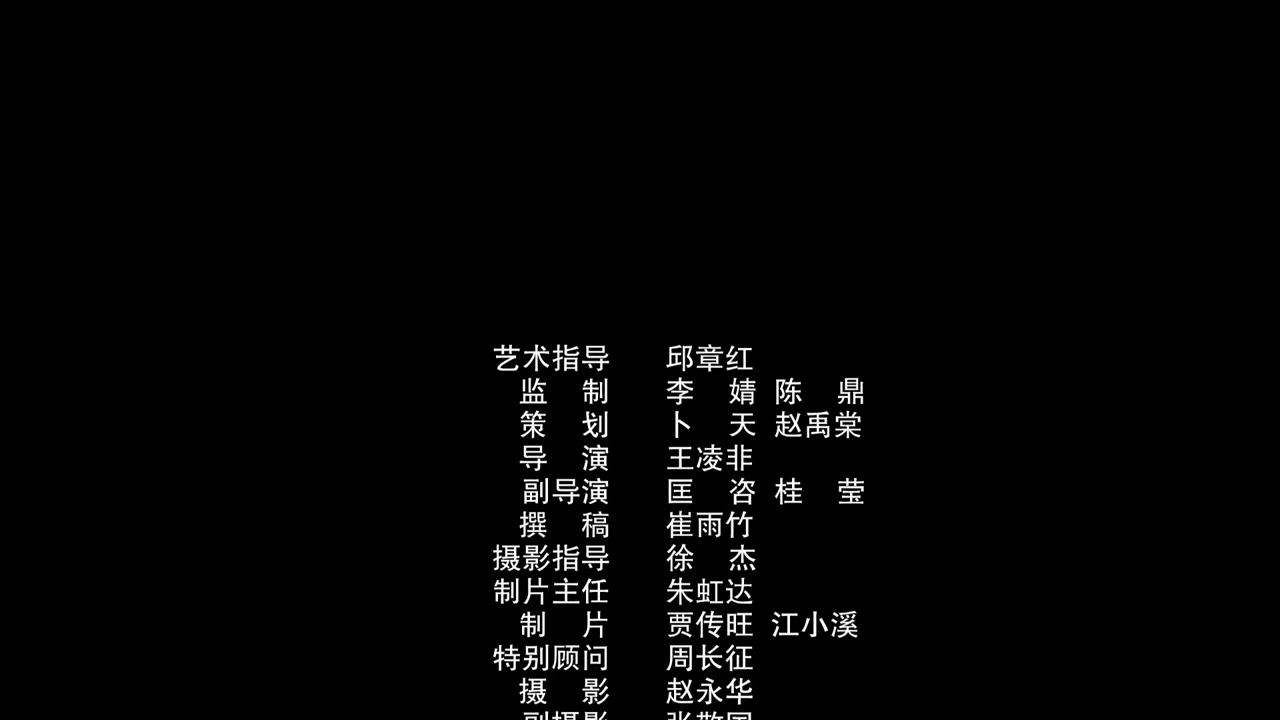 艺术指导 邱章红
监 制 李 婧 陈 鼎
策 划 卜 天 赵禹棠
导 演 王凌非
副导演 匡 咨 桂 莹
撰 稿 崔雨竹
摄影指导 徐 杰
制片主任 朱虹达
制 片 贾传旺 江小溪
特别顾问 周长征
摄 影 赵永华
副摄影